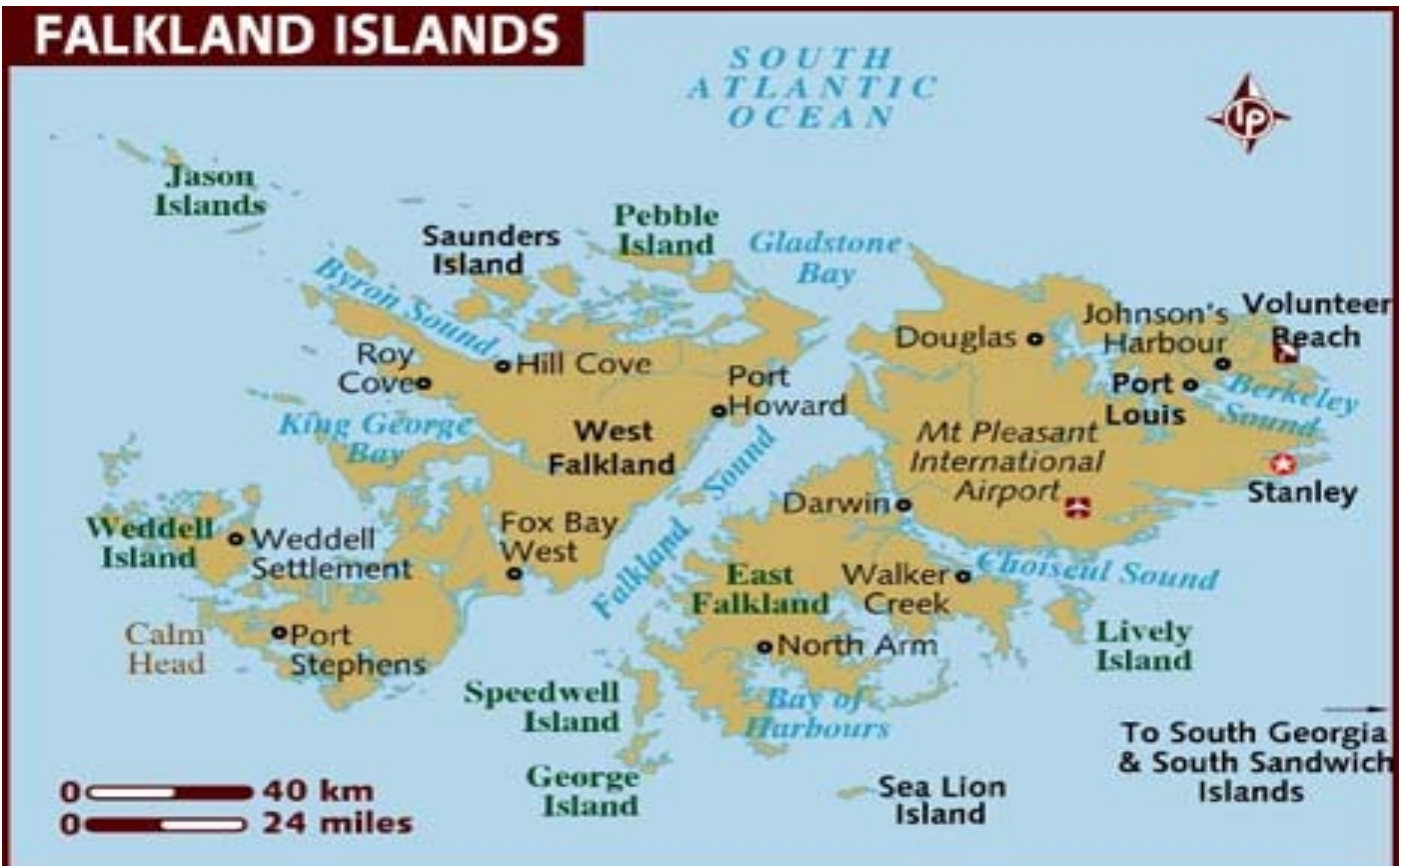 FALKLAND ISLANDS
SOUTH
ATLANTIC
OCEAN
LP
Jason
Islands
Saunders
Island
Pebble
Island
Gladstone
Bay
Byron Sound
Johnson's
Harbour
Volunteer
Beach
Douglas
Roy
Cove
Hill Cove
Port
Howard
Port
Louis
Berkeley
Sound
King George
Bay
West
Falkland
Mt Pleasant
International
Airport
Stanley
Falkland Sound
Darwin
Weddell
Island
Weddell
Settlement
Fox Bay
West
East
Falkland
Walker
Creek
Choiseul Sound
Calm
Head
Port
Stephens
North Arm
Lively
Island
Speedwell
Island
Bay of
Harbours
George
Island
Sea Lion
Island
To South Georgia
& South Sandwich
Islands
0 40 km
0 24 miles